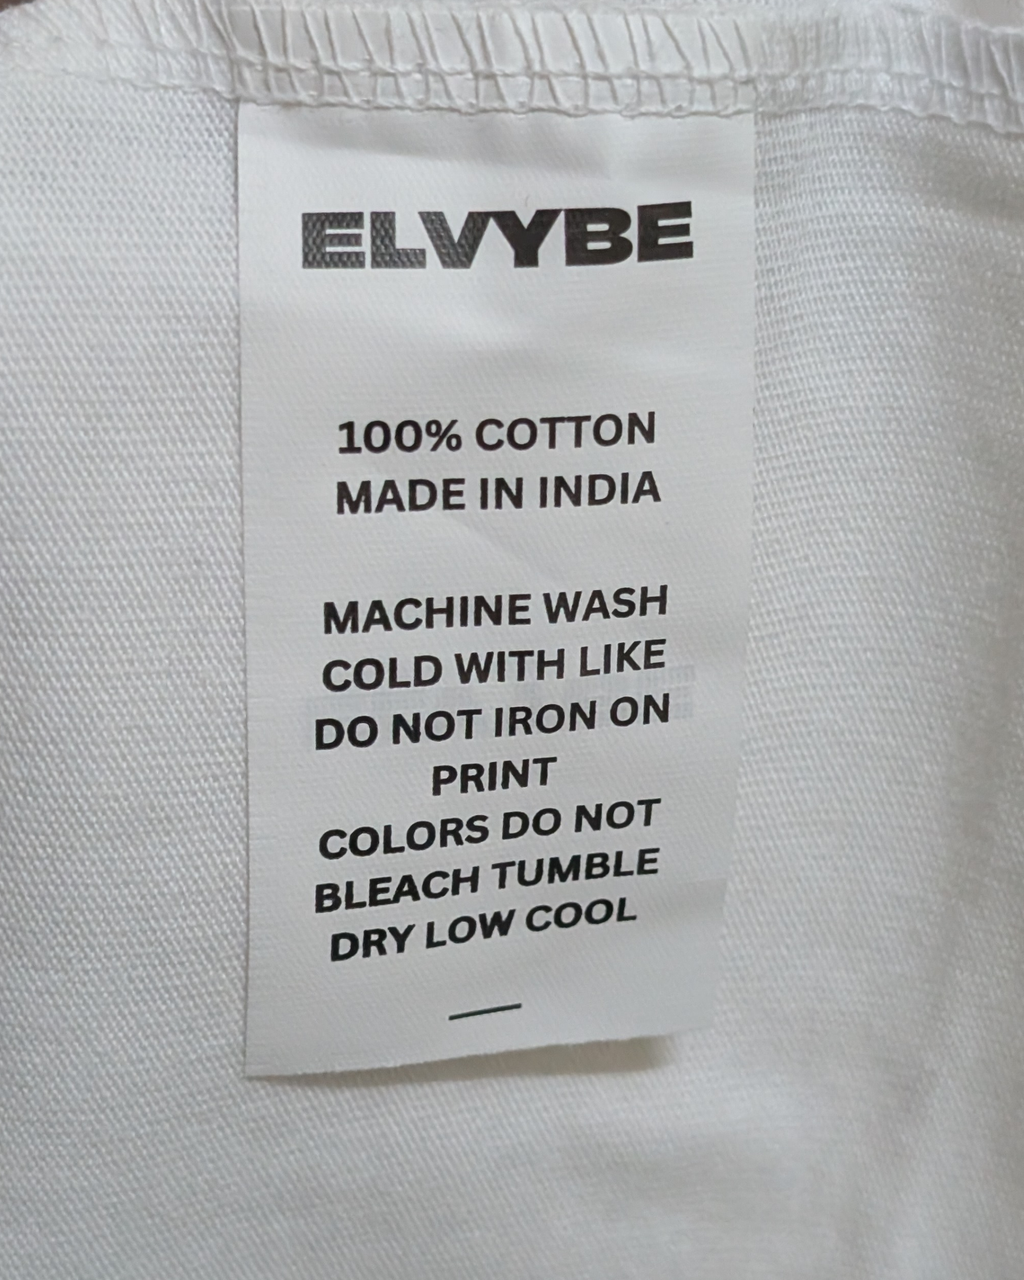 ELVYBE
100% COTTON
MADE IN INDIA
MACHINE WASH
COLD WITH LIKE
DO NOT IRON ON
PRINT
COLORS DO NOT
BLEACH TUMBLE
DRY LOW COOL